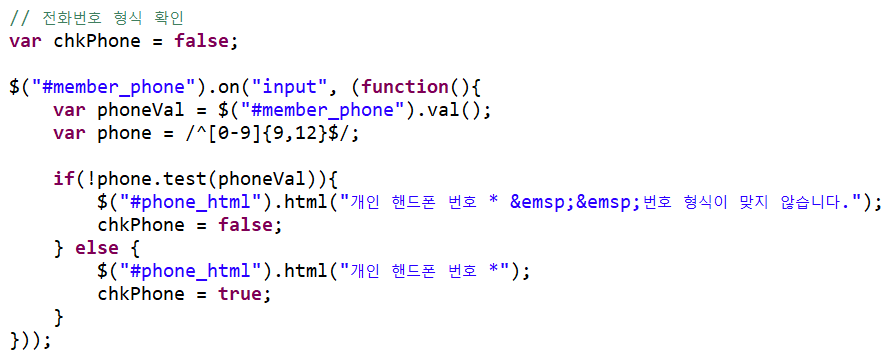 // 전화번호 형식 확인
var chkPhone = false;
$("#member_phone").on("input", (function(){
var phoneVal = $("#member_phone").val();
var phone = /^[0-9]{9,12}$/;
if(!phone.test(phoneVal)){
$("#phone_html").html("개인 핸드폰 번호 * &emsp;&emsp;번호 형식이 맞지 않습니다.");
chkPhone = false;
} else {
$("#phone_html").html("개인 핸드폰 번호 *");
chkPhone = true;
}
}));